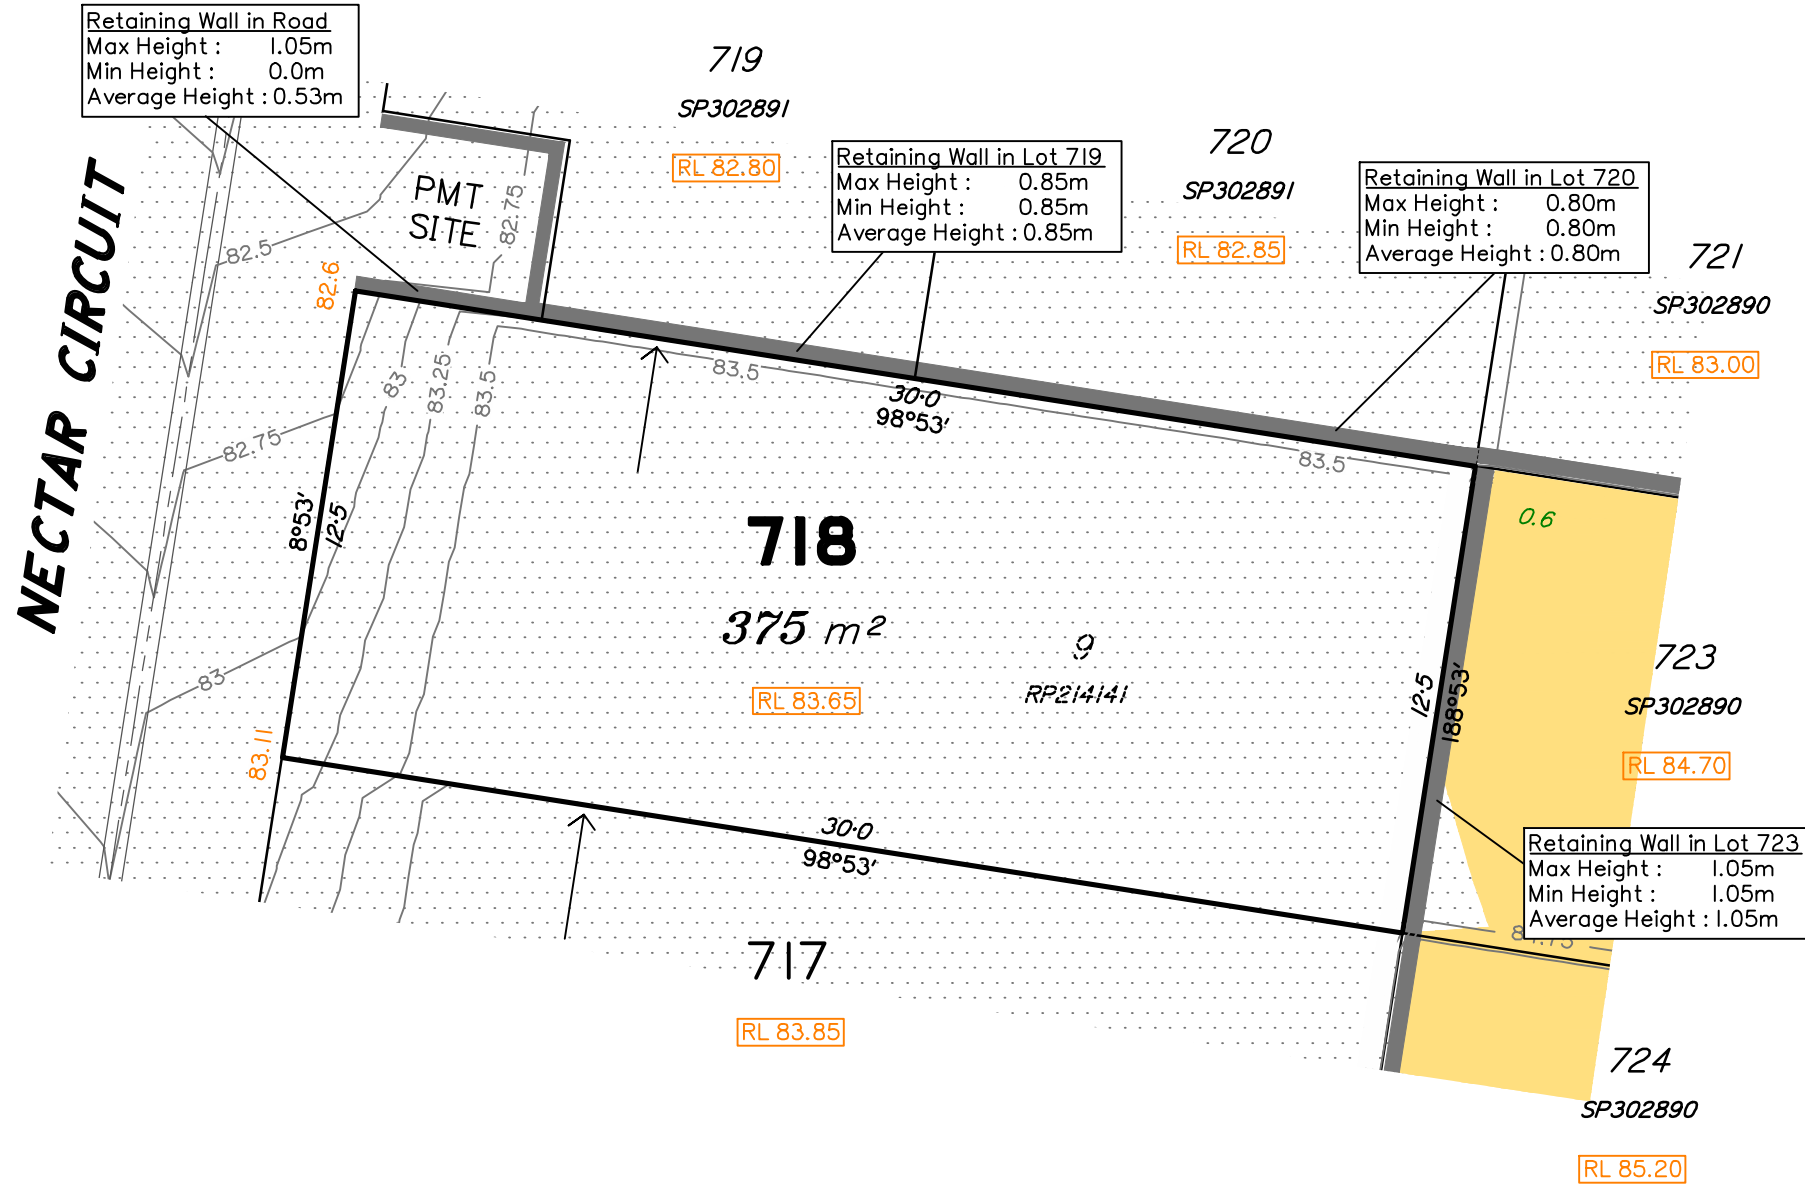 Retaining Wall in Road
Max Height : 1.05m
Min Height : 0.0m
Average Height : 0.53m
719
SP302891
RL 82.80
720
SP302891
RL 82.85
Retaining Wall in Lot 719
Max Height : 0.85m
Min Height : 0.85m
Average Height : 0.85m
Retaining Wall in Lot 720
Max Height : 0.80m
Min Height : 0.80m
Average Height : 0.80m
721
SP302890
RL 83.00
NECTAR CIRCUIT
PMT
SITE
82.75
82.5
82.6
83
83.25
83.5
83.5
30·0
98°53'
83.5
82.75
8°53'
12·5
718
375 m²
RL 83.65
9
RP214141
0.6
12·5
188°53'
723
SP302890
RL 84.70
83
83.11
30·0
98°53'
Retaining Wall in Lot 723
Max Height : 1.05m
Min Height : 1.05m
Average Height : 1.05m
717
RL 83.85
724
SP302890
RL 85.20